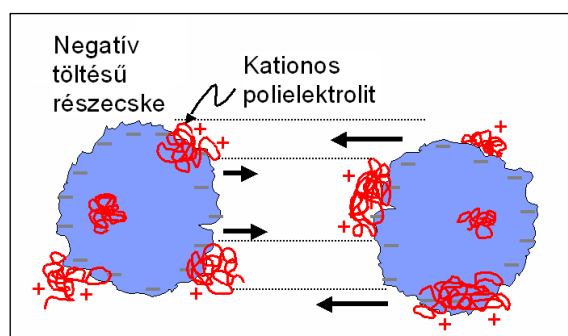 Negatív
töltésű
részecske
Kationos
polielektrolit